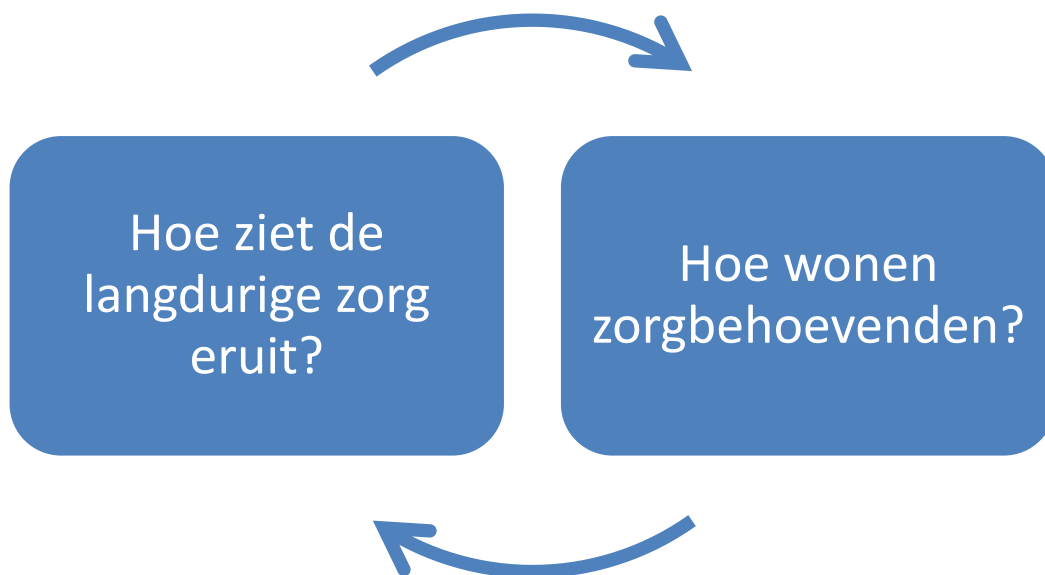 Hoe ziet de
langdurige zorg
eruit?
Hoe wonen
zorgbehoevenden?